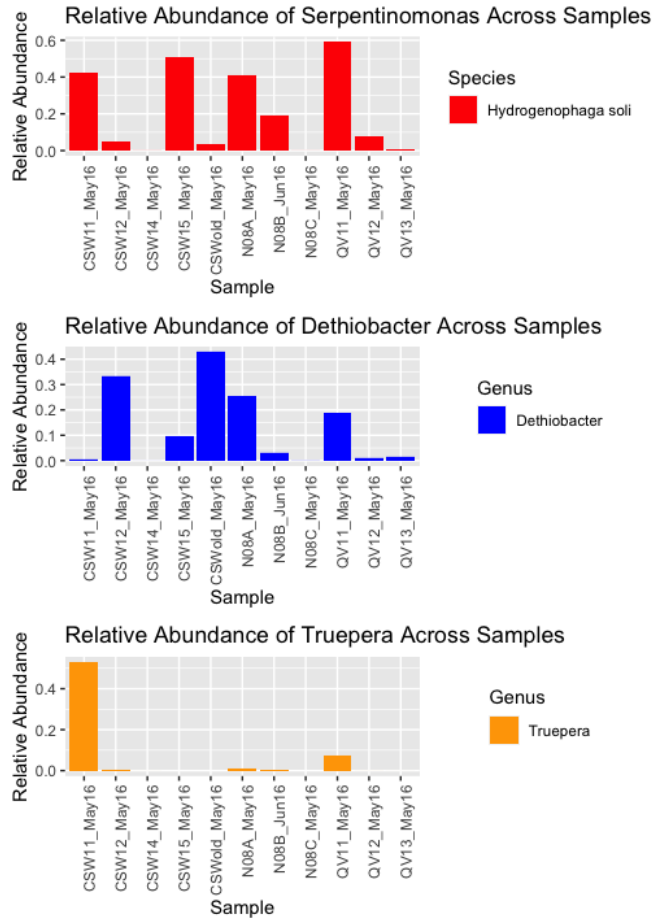 Relative Abundance of Serpentinomonas Across Samples
Relative Abundance
0.6
0.4
0.2
0.0
CSW11_May16
CSW12_May16
CSW14_May16
CSW15_May16
CSWold_May16
N08A_May16
N08B_Jun16
N08C_May16
QV11_May16
QV12_May16
QV13_May16
Sample
Species
Hydrogenophaga soli
Relative Abundance of Dethiobacter Across Samples
Relative Abundance
0.4
0.3
0.2
0.1
0.0
CSW11_May16
CSW12_May16
CSW14_May16
CSW15_May16
CSWold_May16
N08A_May16
N08B_Jun16
N08C_May16
QV11_May16
QV12_May16
QV13_May16
Sample
Genus
Dethiobacter
Relative Abundance of Truepera Across Samples
Relative Abundance
0.4
0.2
0.0
CSW11_May16
CSW12_May16
CSW14_May16
CSW15_May16
CSWold_May16
N08A_May16
N08B_Jun16
N08C_May16
QV11_May16
QV12_May16
QV13_May16
Sample
Genus
Truepera